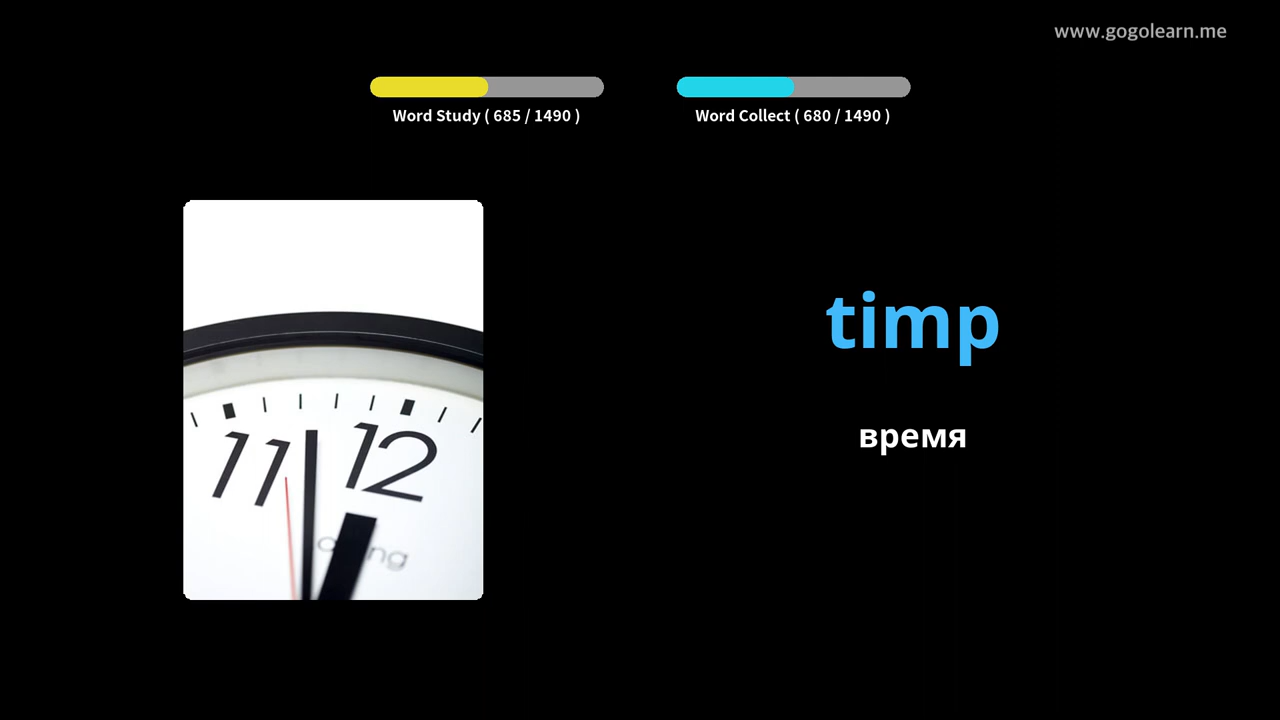 www.gogolearn.me
Word Study ( 685 / 1490 )
Word Collect ( 680 / 1490 )
timp
время
11
12